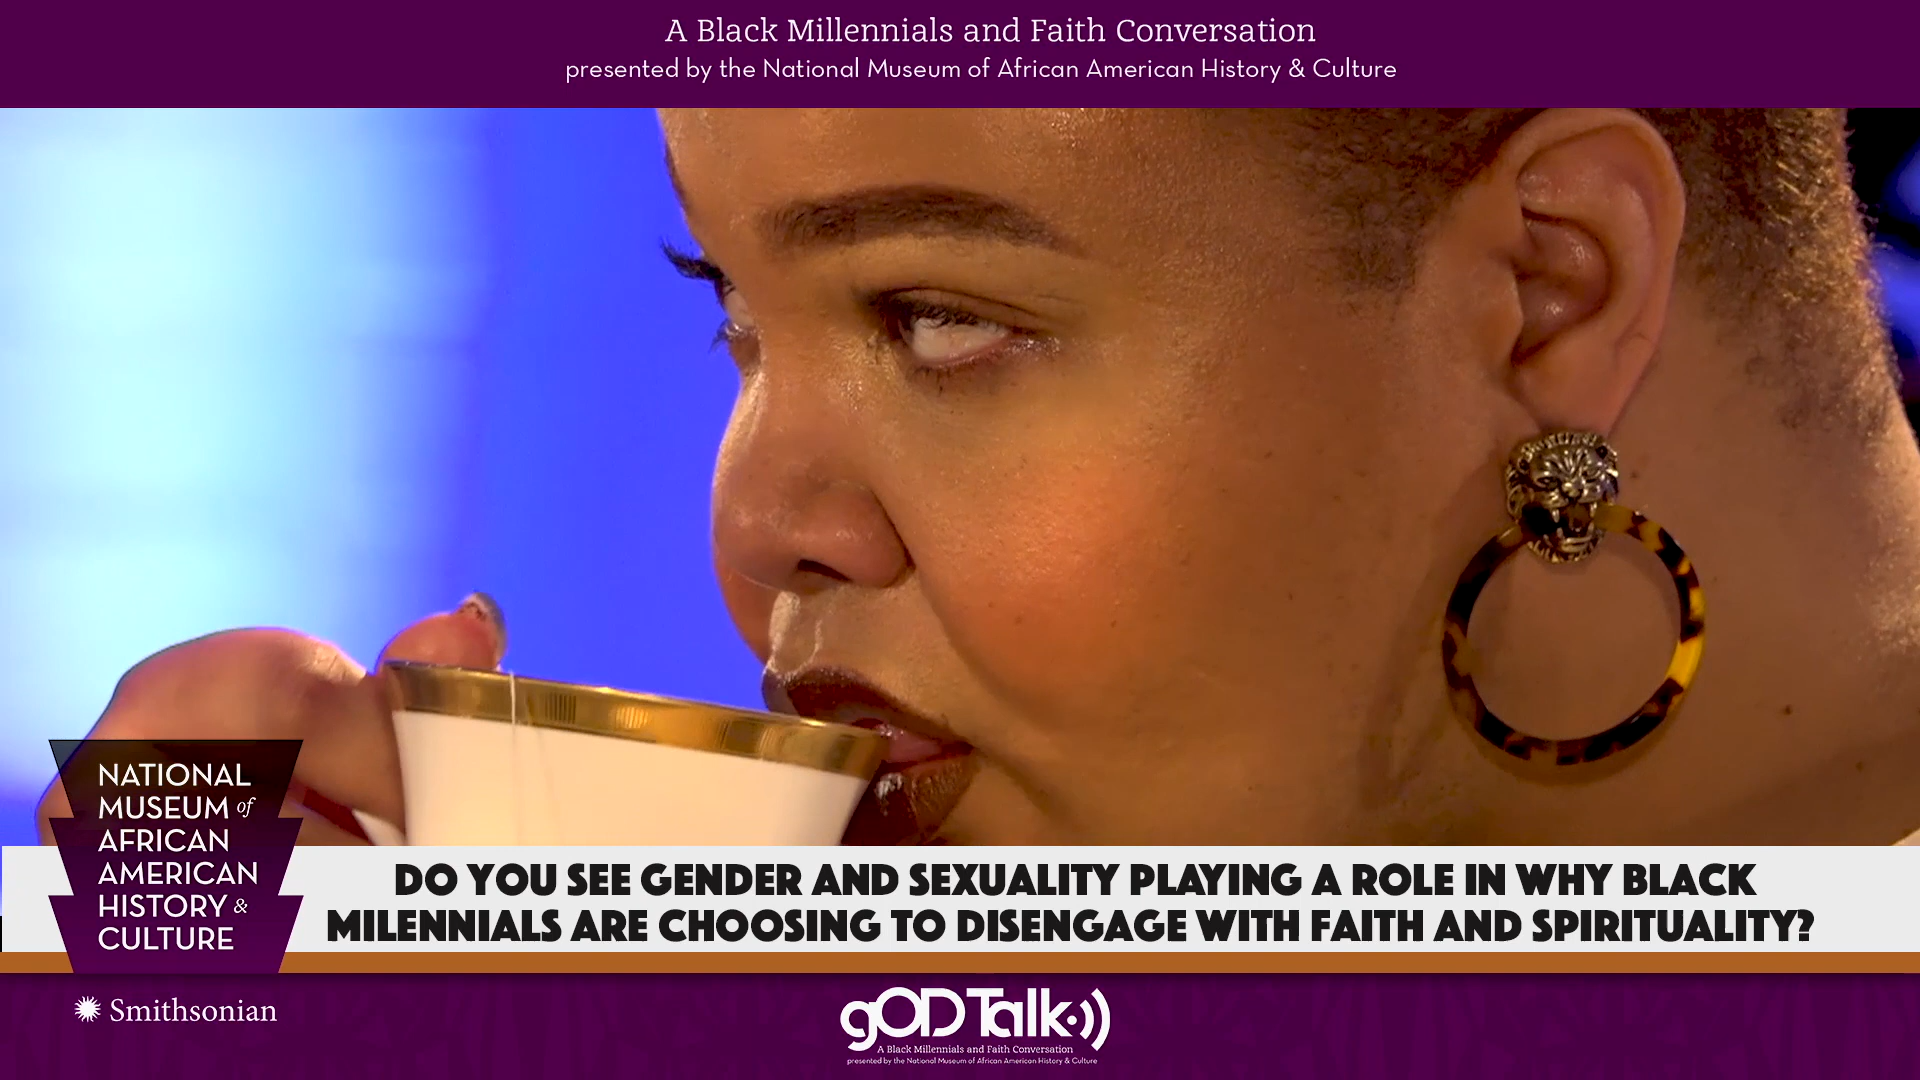 A Black Millennials and Faith Conversation
presented by the National Museum of African American History & Culture
NATIONAL
MUSEUM of
AFRICAN
AMERICAN
HISTORY &
CULTURE
DO YOU SEE GENDER AND SEXUALITY PLAYING A ROLE IN WHY BLACK
MILENNIALS ARE CHOOSING TO DISENGAGE WITH FAITH AND SPIRITUALITY?
Smithsonian
gOD Talk
A Black Millennials and Faith Conversation
presented by the National Museum of African American History & Culture